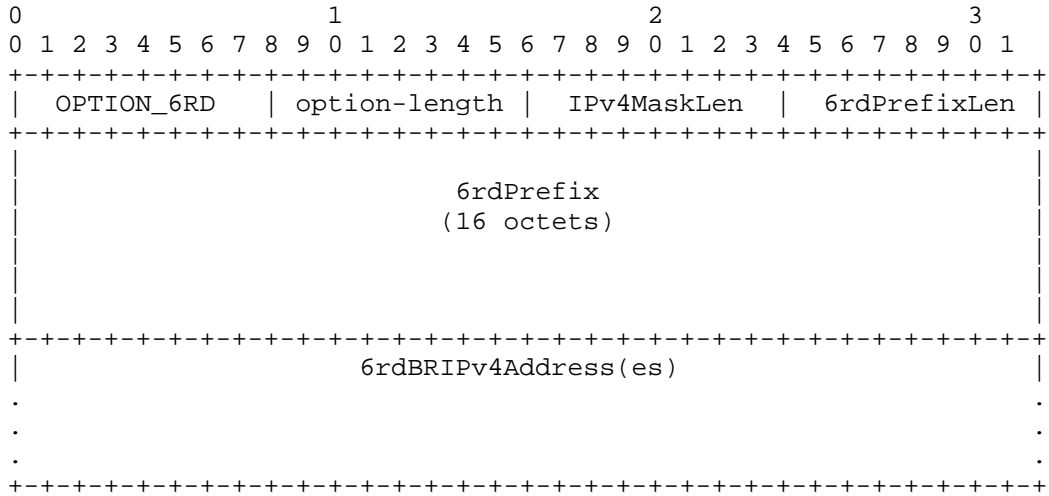 0                   1                   2                   3
0 1 2 3 4 5 6 7 8 9 0 1 2 3 4 5 6 7 8 9 0 1 2 3 4 5 6 7 8 9 0 1
+-+-+-+-+-+-+-+-+-+-+-+-+-+-+-+-+-+-+-+-+-+-+-+-+-+-+-+-+-+-+-+-+
|  OPTION_6RD   | option-length |  IPv4MaskLen  |  6rdPrefixLen |
+-+-+-+-+-+-+-+-+-+-+-+-+-+-+-+-+-+-+-+-+-+-+-+-+-+-+-+-+-+-+-+-+
|                                                               |
|                           6rdPrefix                           |
|                          (16 octets)                          |
|                                                               |
|                                                               |
|                                                               |
+-+-+-+-+-+-+-+-+-+-+-+-+-+-+-+-+-+-+-+-+-+-+-+-+-+-+-+-+-+-+-+-+
|                     6rdBRIPv4Address(es)                      |
.                                                               .
.                                                               .
.                                                               .
+-+-+-+-+-+-+-+-+-+-+-+-+-+-+-+-+-+-+-+-+-+-+-+-+-+-+-+-+-+-+-+-+